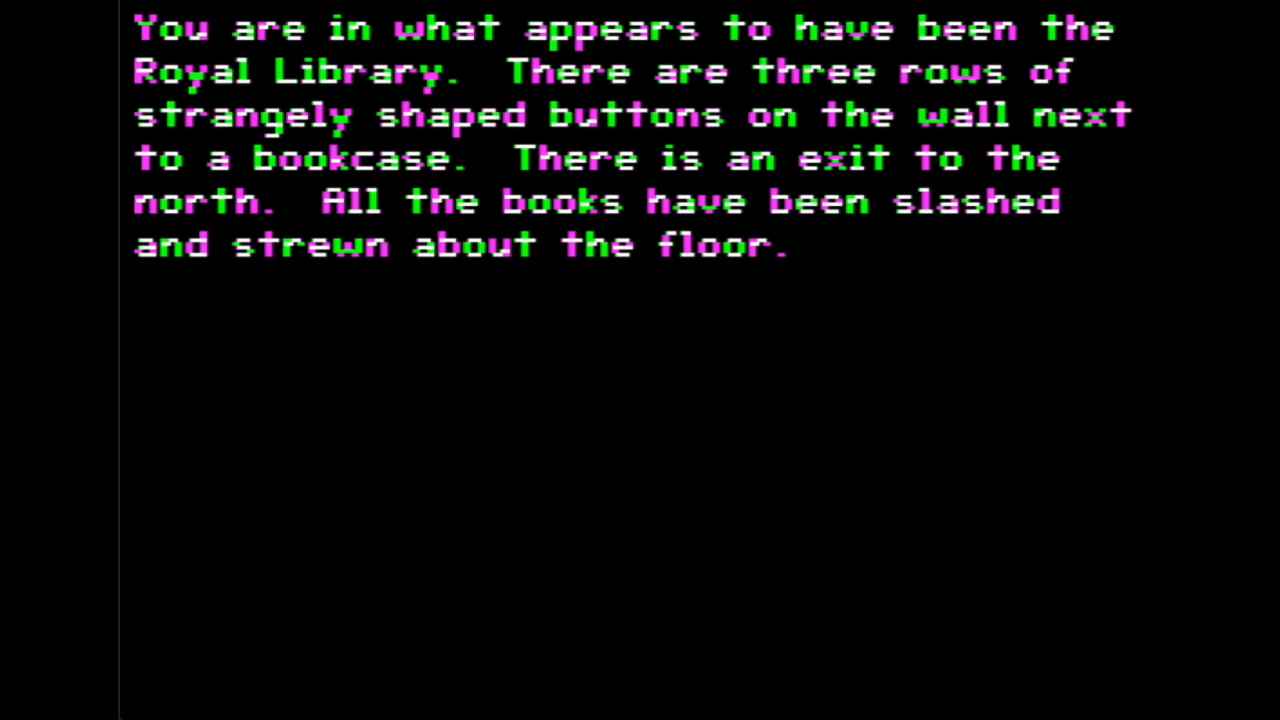 You are in what appears to have been the
Royal Library.  There are three rows of
strangely shaped buttons on the wall next
to a bookcase.  There is an exit to the
north.  All the books have been slashed
and strewn about the floor.